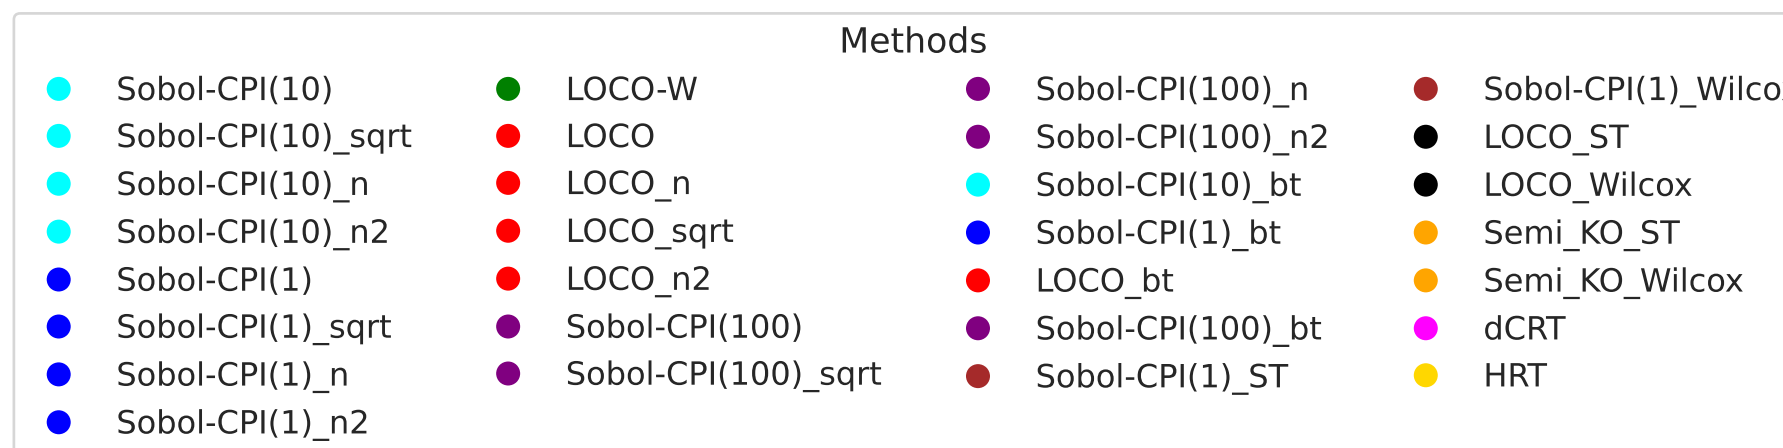 Methods
Sobol-CPI(10)
Sobol-CPI(10)_sqrt
Sobol-CPI(10)_n
Sobol-CPI(10)_n2
Sobol-CPI(1)
Sobol-CPI(1)_sqrt
Sobol-CPI(1)_n
Sobol-CPI(1)_n2
LOCO-W
LOCO
LOCO_n
LOCO_sqrt
LOCO_n2
Sobol-CPI(100)
Sobol-CPI(100)_sqrt
Sobol-CPI(100)_n
Sobol-CPI(100)_n2
Sobol-CPI(10)_bt
Sobol-CPI(1)_bt
LOCO_bt
Sobol-CPI(100)_bt
Sobol-CPI(1)_ST
LOCO_ST
LOCO_Wilcox
Semi_KO_ST
Semi_KO_Wilcox
dCRT
HRT